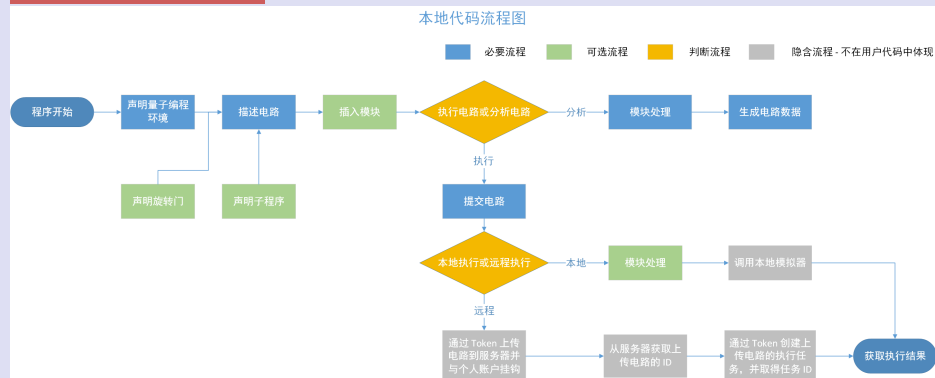 本地代码流程图
必要流程
可选流程
判断流程
隐含流程 - 不在用户代码中体现
程序开始
声明量子编程
环境
描述电路
插入模块
执行电路或分析电路
分析
模块处理
生成电路数据
执行
声明旋转门
声明子程序
提交电路
本地执行或远程执行
本地
模块处理
调用本地模拟器
远程
通过 Token 上传
电路到服务器并
与个人账户挂钩
从服务器获取上
传电路的 ID
通过 Token 创建上
传电路的执行任
务，并取得任务 ID
获取执行结果